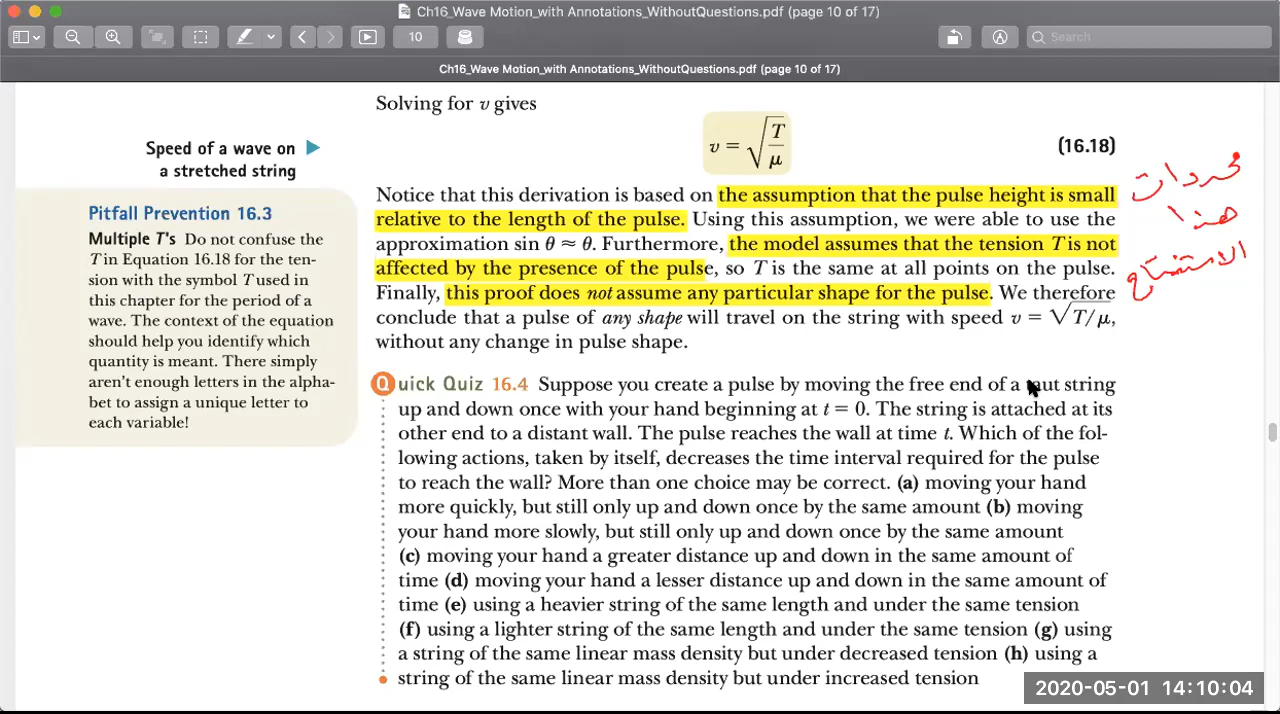 Ch16_Wave Motion_with Annotations_WithoutQuestions.pdf (page 10 of 17)
10
Search
Ch16_Wave Motion_with Annotations_WithoutQuestions.pdf (page 10 of 17)
Solving for v gives
Speed of a wave on
a stretched string
v = √(T/μ)
(16.18)
Pitfall Prevention 16.3
Multiple T's Do not confuse the
T in Equation 16.18 for the ten-
sion with the symbol T used in
this chapter for the period of a
wave. The context of the equation
should help you identify which
quantity is meant. There simply
aren't enough letters in the alpha-
bet to assign a unique letter to
each variable!
Notice that this derivation is based on the assumption that the pulse height is small
relative to the length of the pulse. Using this assumption, we were able to use the
approximation sin θ ≈ θ. Furthermore, the model assumes that the tension T is not
affected by the presence of the pulse, so T is the same at all points on the pulse.
Finally, this proof does not assume any particular shape for the pulse. We therefore
conclude that a pulse of any shape will travel on the string with speed v = √T/μ,
without any change in pulse shape.
هذا
الاستنتاج
Quick Quiz 16.4 Suppose you create a pulse by moving the free end of a taut string
up and down once with your hand beginning at t = 0. The string is attached at its
other end to a distant wall. The pulse reaches the wall at time t. Which of the fol-
lowing actions, taken by itself, decreases the time interval required for the pulse
to reach the wall? More than one choice may be correct. (a) moving your hand
more quickly, but still only up and down once by the same amount (b) moving
your hand more slowly, but still only up and down once by the same amount
(c) moving your hand a greater distance up and down in the same amount of
time (d) moving your hand a lesser distance up and down in the same amount of
time (e) using a heavier string of the same length and under the same tension
(f) using a lighter string of the same length and under the same tension (g) using
a string of the same linear mass density but under decreased tension (h) using a
string of the same linear mass density but under increased tension
2020-05-01 14:10:04